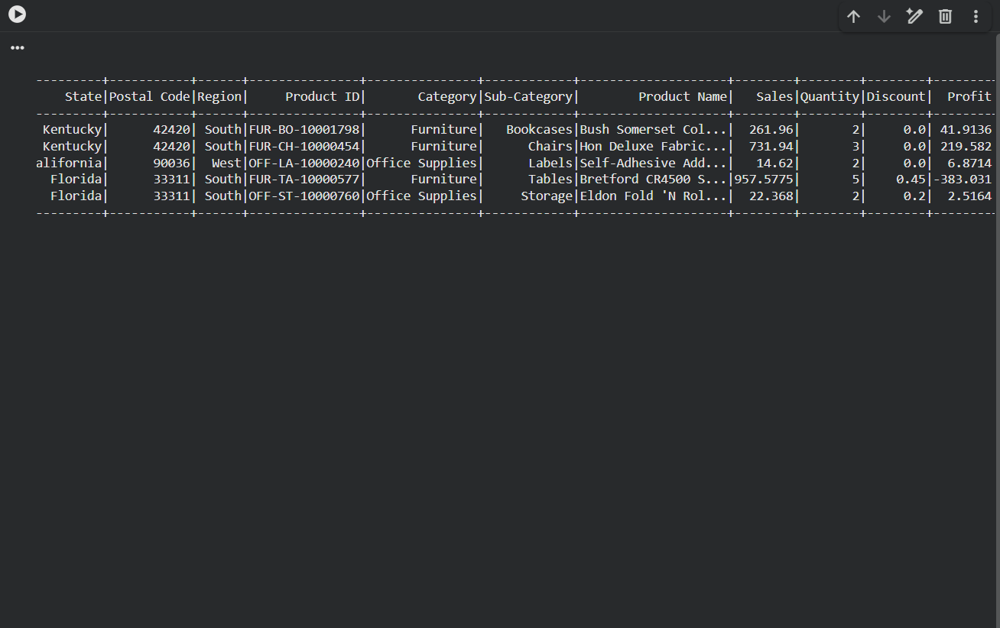 ---------+-----------+------+---------------+---------------+------------+--------------------+--------+--------+--------+---------
    State|Postal Code|Region|     Product ID|       Category|Sub-Category|        Product Name|   Sales|Quantity|Discount|  Profit
---------+-----------+------+---------------+---------------+------------+--------------------+--------+--------+--------+---------
 Kentucky|      42420| South|FUR-BO-10001798|      Furniture|   Bookcases|Bush Somerset Col...|  261.96|       2|     0.0| 41.9136
 Kentucky|      42420| South|FUR-CH-10000454|      Furniture|      Chairs|Hon Deluxe Fabric...|  731.94|       3|     0.0| 219.582
alifornia|      90036|  West|OFF-LA-10000240|Office Supplies|      Labels|Self-Adhesive Add...|   14.62|       2|     0.0|  6.8714
  Florida|      33311| South|FUR-TA-10000577|      Furniture|      Tables|Bretford CR4500 S...|957.5775|       5|    0.45|-383.031
  Florida|      33311| South|OFF-ST-10000760|Office Supplies|     Storage|Eldon Fold 'N Rol...|  22.368|       2|     0.2|  2.5164
---------+-----------+------+---------------+---------------+------------+--------------------+--------+--------+--------+---------